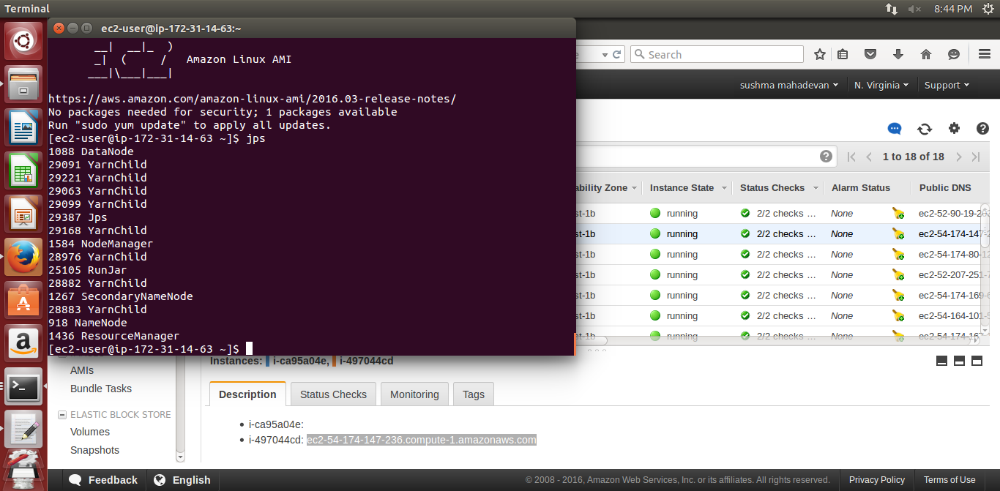 Terminal
8:44 PM
ec2-user@ip-172-31-14-63:~
__|  __|_  )
_|  (     /   Amazon Linux AMI
___|\___|___|
https://aws.amazon.com/amazon-linux-ami/2016.03-release-notes/
No packages needed for security; 1 packages available
Run "sudo yum update" to apply all updates.
[ec2-user@ip-172-31-14-63 ~]$ jps
1088 DataNode
29091 YarnChild
29221 YarnChild
29063 YarnChild
29099 YarnChild
29387 Jps
29168 YarnChild
1584 NodeManager
28976 YarnChild
25105 RunJar
28882 YarnChild
1267 SecondaryNameNode
28883 YarnChild
918 NameNode
1436 ResourceManager
[ec2-user@ip-172-31-14-63 ~]$
Search
sushma mahadevan N. Virginia Support
1 to 18 of 18
ability Zone Instance State Status Checks Alarm Status Public DNS
st-1b running 2/2 checks ... None ec2-52-90-19-
st-1b running 2/2 checks ... None ec2-54-174-147-
st-1b running 2/2 checks ... None ec2-54-174-80-
st-1b running 2/2 checks ... None ec2-52-207-251-
st-1b running 2/2 checks ... None ec2-54-174-169-
st-1b running 2/2 checks ... None ec2-54-164-101-
st-1b running 2/2 checks ... None ec2-54-174-
AMIs
Bundle Tasks
ELASTIC BLOCK STORE
Volumes
Snapshots
Instances: i-ca95a04e, i-497044cd
Description Status Checks Monitoring Tags
i-ca95a04e:
i-497044cd: ec2-54-174-147-236.compute-1.amazonaws.com
Feedback English © 2008 - 2016, Amazon Web Services, Inc. or its affiliates. All rights reserved. Privacy Policy Terms of Use